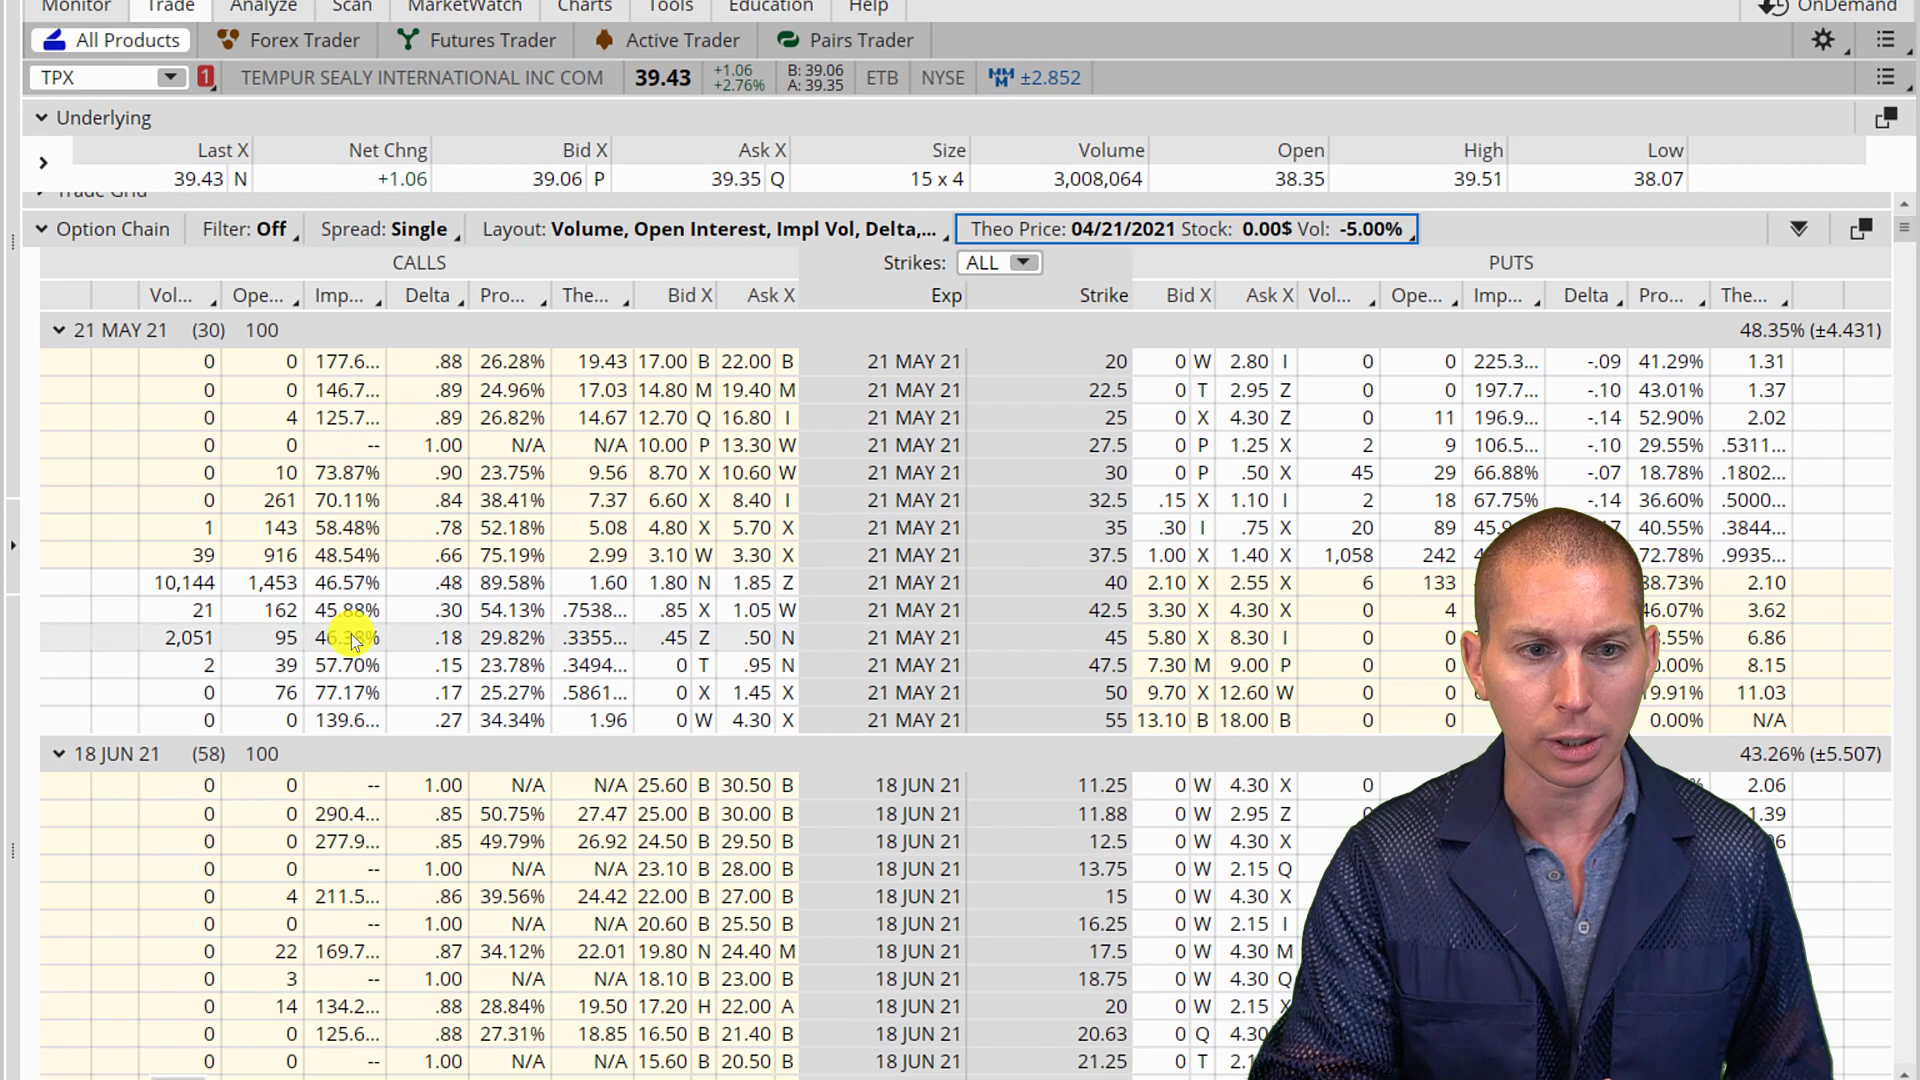 Monitor Trade Analyze Scan MarketWatch Charts Tools Education Help OnDemand
All Products Forex Trader Futures Trader Active Trader Pairs Trader
TPX 1 TEMPUR SEALY INTERNATIONAL INC COM 39.43 +1.06 +2.76% B: 39.06 A: 39.35 ETB NYSE MMM ±2.852
Underlying
Last X Net Chng Bid X Ask X Size Volume Open High Low
39.43 N +1.06 39.06 P 39.35 Q 15 x 4 3,008,064 38.35 39.51 38.07
Trade Grid
Option Chain Filter: Off Spread: Single Layout: Volume, Open Interest, Impl Vol, Delta,... Theo Price: 04/21/2021 Stock: 0.00$ Vol: -5.00%
CALLS Strikes: ALL PUTS
Vol... Ope... Imp... Delta Pro... The... Bid X Ask X Exp Strike Bid X Ask X Vol... Ope... Imp... Delta Pro... The...
21 MAY 21 (30) 100 48.35% (±4.431)
0 0 177.6... .88 26.28% 19.43 17.00 B 22.00 B 21 MAY 21 20 0 W 2.80 I 0 0 225.3... -.09 41.29% 1.31
0 0 146.7... .89 24.96% 17.03 14.80 M 19.40 M 21 MAY 21 22.5 0 T 2.95 Z 0 0 197.7... -.10 43.01% 1.37
0 4 125.7... .89 26.82% 14.67 12.70 Q 16.80 I 21 MAY 21 25 0 X 4.30 Z 0 11 196.9... -.14 52.90% 2.02
0 0 -- 1.00 N/A N/A 10.00 P 13.30 W 21 MAY 21 27.5 0 P 1.25 X 2 9 106.5... -.10 29.55% .5311...
0 10 73.87% .90 23.75% 9.56 8.70 X 10.60 W 21 MAY 21 30 0 P .50 X 45 29 66.88% -.07 18.78% .1802...
0 261 70.11% .84 38.41% 7.37 6.60 X 8.40 I 21 MAY 21 32.5 .15 X 1.10 I 2 18 67.75% -.14 36.60% .5000...
1 143 58.48% .78 52.18% 5.08 4.80 X 5.70 X 21 MAY 21 35 .30 I .75 X 20 89 40.55% .3844...
39 916 48.54% .66 75.19% 2.99 3.10 W 3.30 X 21 MAY 21 37.5 1.00 X 1.40 X 1,058 242 72.78% .9935...
10,144 1,453 46.57% .48 89.58% 1.60 1.80 N 1.85 Z 21 MAY 21 40 2.10 X 2.55 X 6 133 2.10
21 162 45.88% .30 54.13% .7538... .85 X 1.05 W 21 MAY 21 42.5 3.30 X 4.30 X 0 4 46.07% 3.62
2,051 95 46.38% .18 29.82% .3355... .45 Z .50 N 21 MAY 21 45 5.80 X 8.30 I 0 0 6.86
2 39 57.70% .15 23.78% .3494... 0 T .95 N 21 MAY 21 47.5 7.30 M 9.00 P 0 0 8.15
0 76 77.17% .17 25.27% .5861... 0 X 1.45 X 21 MAY 21 50 9.70 X 12.60 W 0 0 11.03
0 0 139.6... .27 34.34% 1.96 0 W 4.30 X 21 MAY 21 55 13.10 B 18.00 B 0 0 0.00% N/A
18 JUN 21 (58) 100 43.26% (±5.507)
0 0 -- 1.00 N/A N/A 25.60 B 30.50 B 18 JUN 21 11.25 0 W 4.30 X 0 2.06
0 0 290.4... .85 50.75% 27.47 25.00 B 30.00 B 18 JUN 21 11.88 0 W 2.95 Z 1.39
0 0 277.9... .85 49.79% 26.92 24.50 B 29.50 B 18 JUN 21 12.5 0 W 4.30 X
0 0 -- 1.00 N/A N/A 23.10 B 28.00 B 18 JUN 21 13.75 0 W 2.15 Q
0 4 211.5... .86 39.56% 24.42 22.00 B 27.00 B 18 JUN 21 15 0 W 4.30 X
0 0 -- 1.00 N/A N/A 20.60 B 25.50 B 18 JUN 21 16.25 0 W 2.15 I
0 22 169.7... .87 34.12% 22.01 19.80 N 24.40 M 18 JUN 21 17.5 0 W 4.30 M
0 3 -- 1.00 N/A N/A 18.10 B 23.00 B 18 JUN 21 18.75 0 W 4.30 Q
0 14 134.2... .88 28.84% 19.50 17.20 H 22.00 A 18 JUN 21 20 0 W 2.15 X
0 0 125.6... .88 27.31% 18.85 16.50 B 21.40 B 18 JUN 21 20.63 0 Q 4.30
0 0 -- 1.00 N/A N/A 15.60 B 20.50 B 18 JUN 21 21.25 0 T